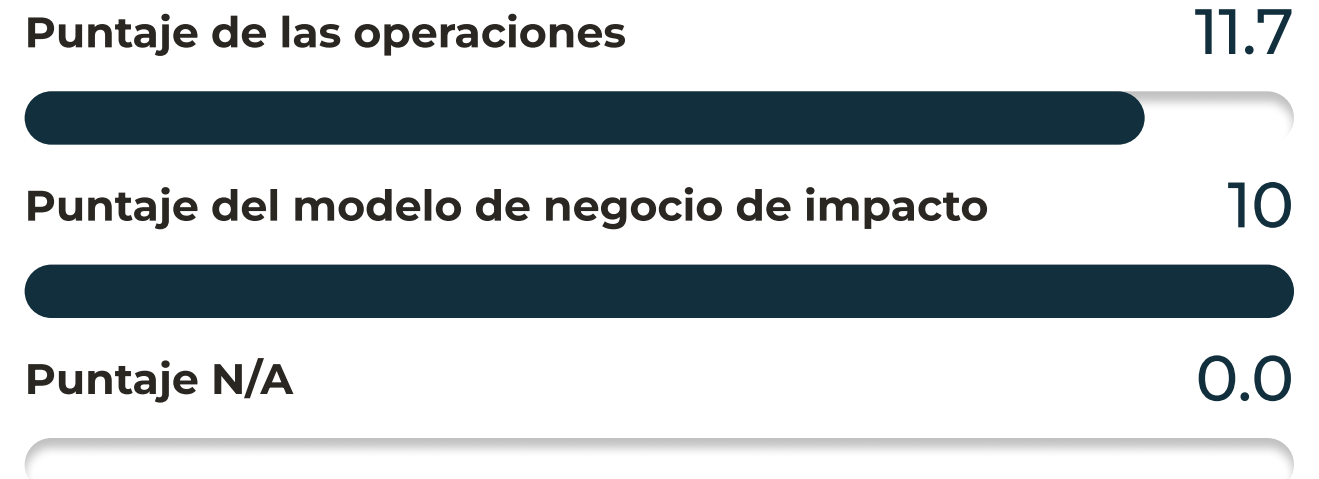 Puntaje de las operaciones 11.7
Puntaje del modelo de negocio de impacto 10
Puntaje N/A 0.0